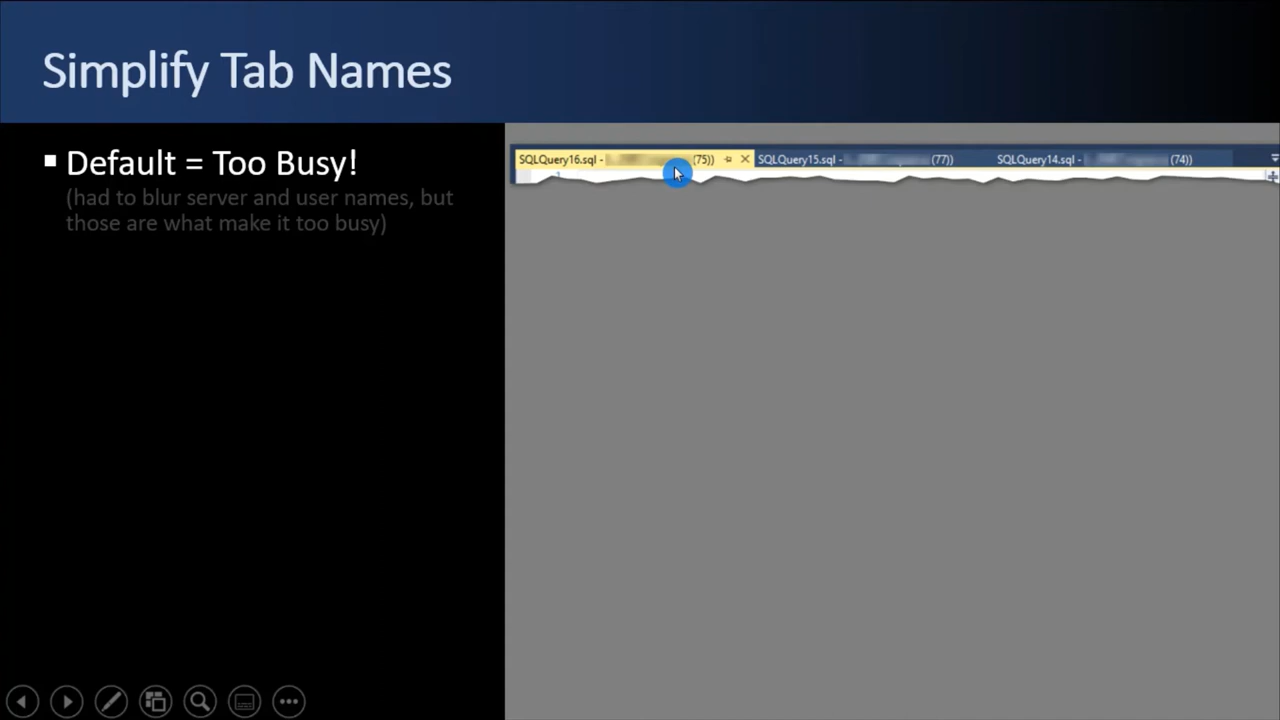 Simplify Tab Names
Default = Too Busy!
(had to blur server and user names, but
those are what make it too busy)
SQLQuery16.sql - (75)) SQLQuery15.sql - (77)) SQLQuery14.sql - (74))
1